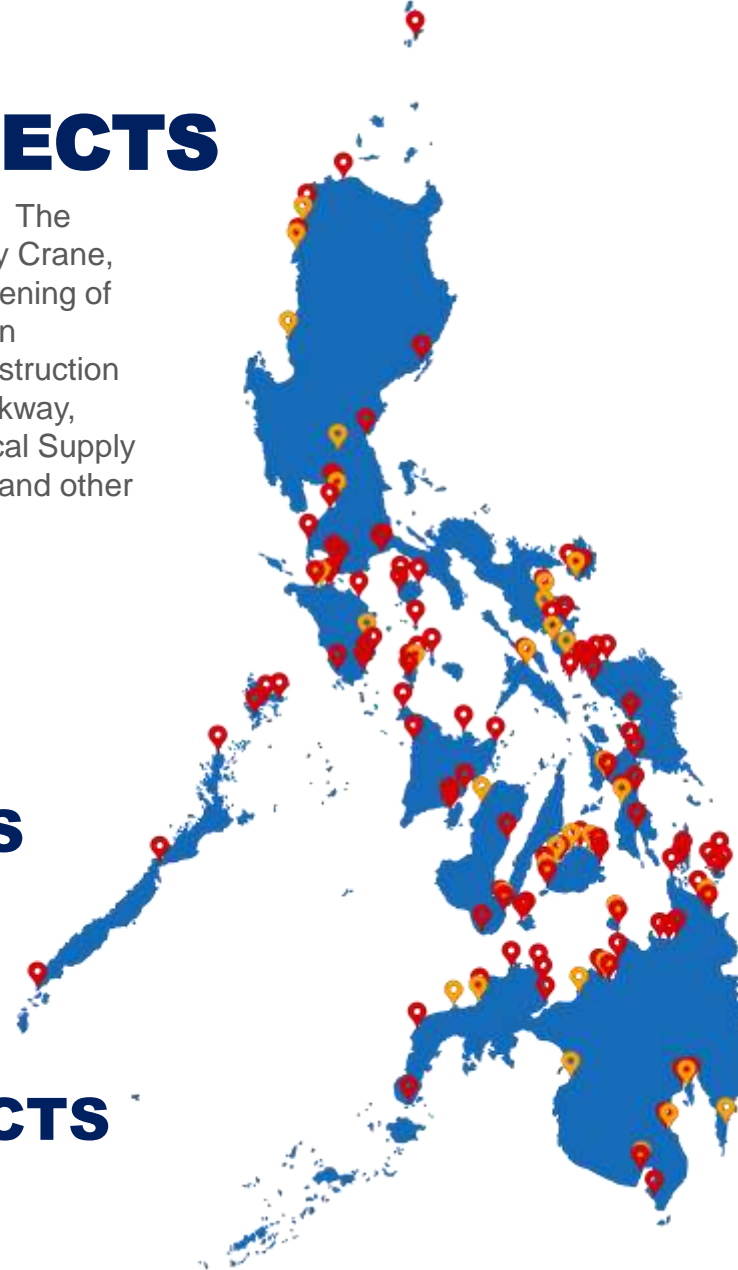 ECTS
The
y Crane,
ening of
n
struction
kway,
cal Supply
and other
S
CTS